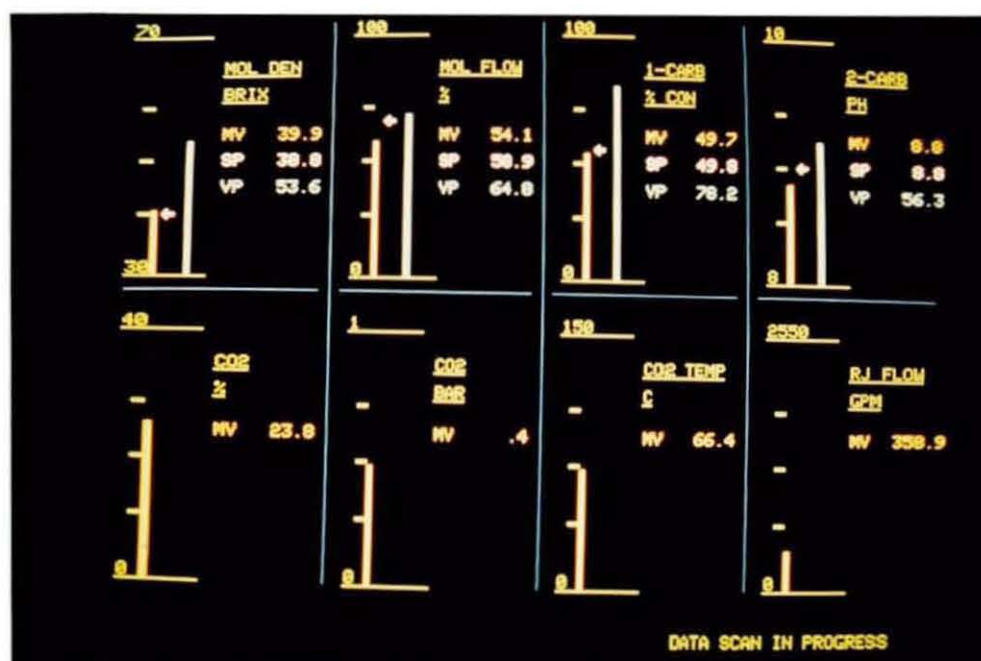 70
MOL DEN
BRIX
MV 39.9
SP 38.8
VP 53.6
30
100
MOL FLOW
%
MV 54.1
SP 58.9
VP 64.8
0
100
1-CARB
% CON
MV 49.7
SP 49.8
VP 78.2
0
10
2-CARB
PH
MV 8.8
SP 8.8
VP 56.3
8
40
CO2
%
MV 23.8
0
1
CO2
BAR
MV .4
0
150
CO2 TEMP
C
MV 66.4
0
2550
RJ FLOW
GPM
MV 358.9
0
DATA SCAN IN PROGRESS